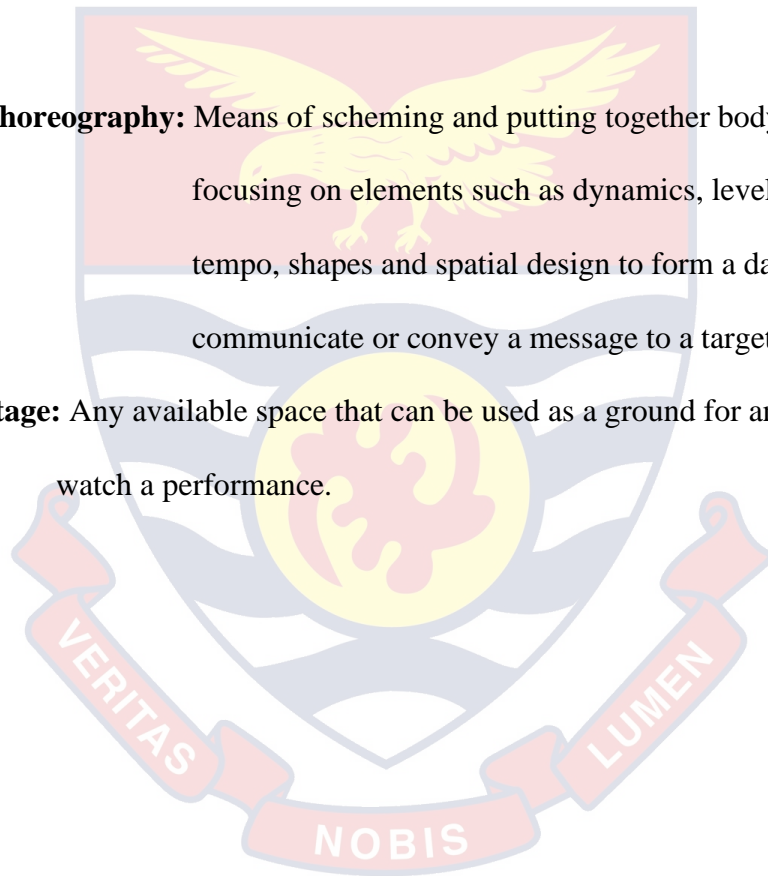 horeography: Means of scheming and putting together body
focusing on elements such as dynamics, level
tempo, shapes and spatial design to form a da
communicate or convey a message to a target
tage: Any available space that can be used as a ground for an
watch a performance.
VERITAS
NOBIS
LUMEN